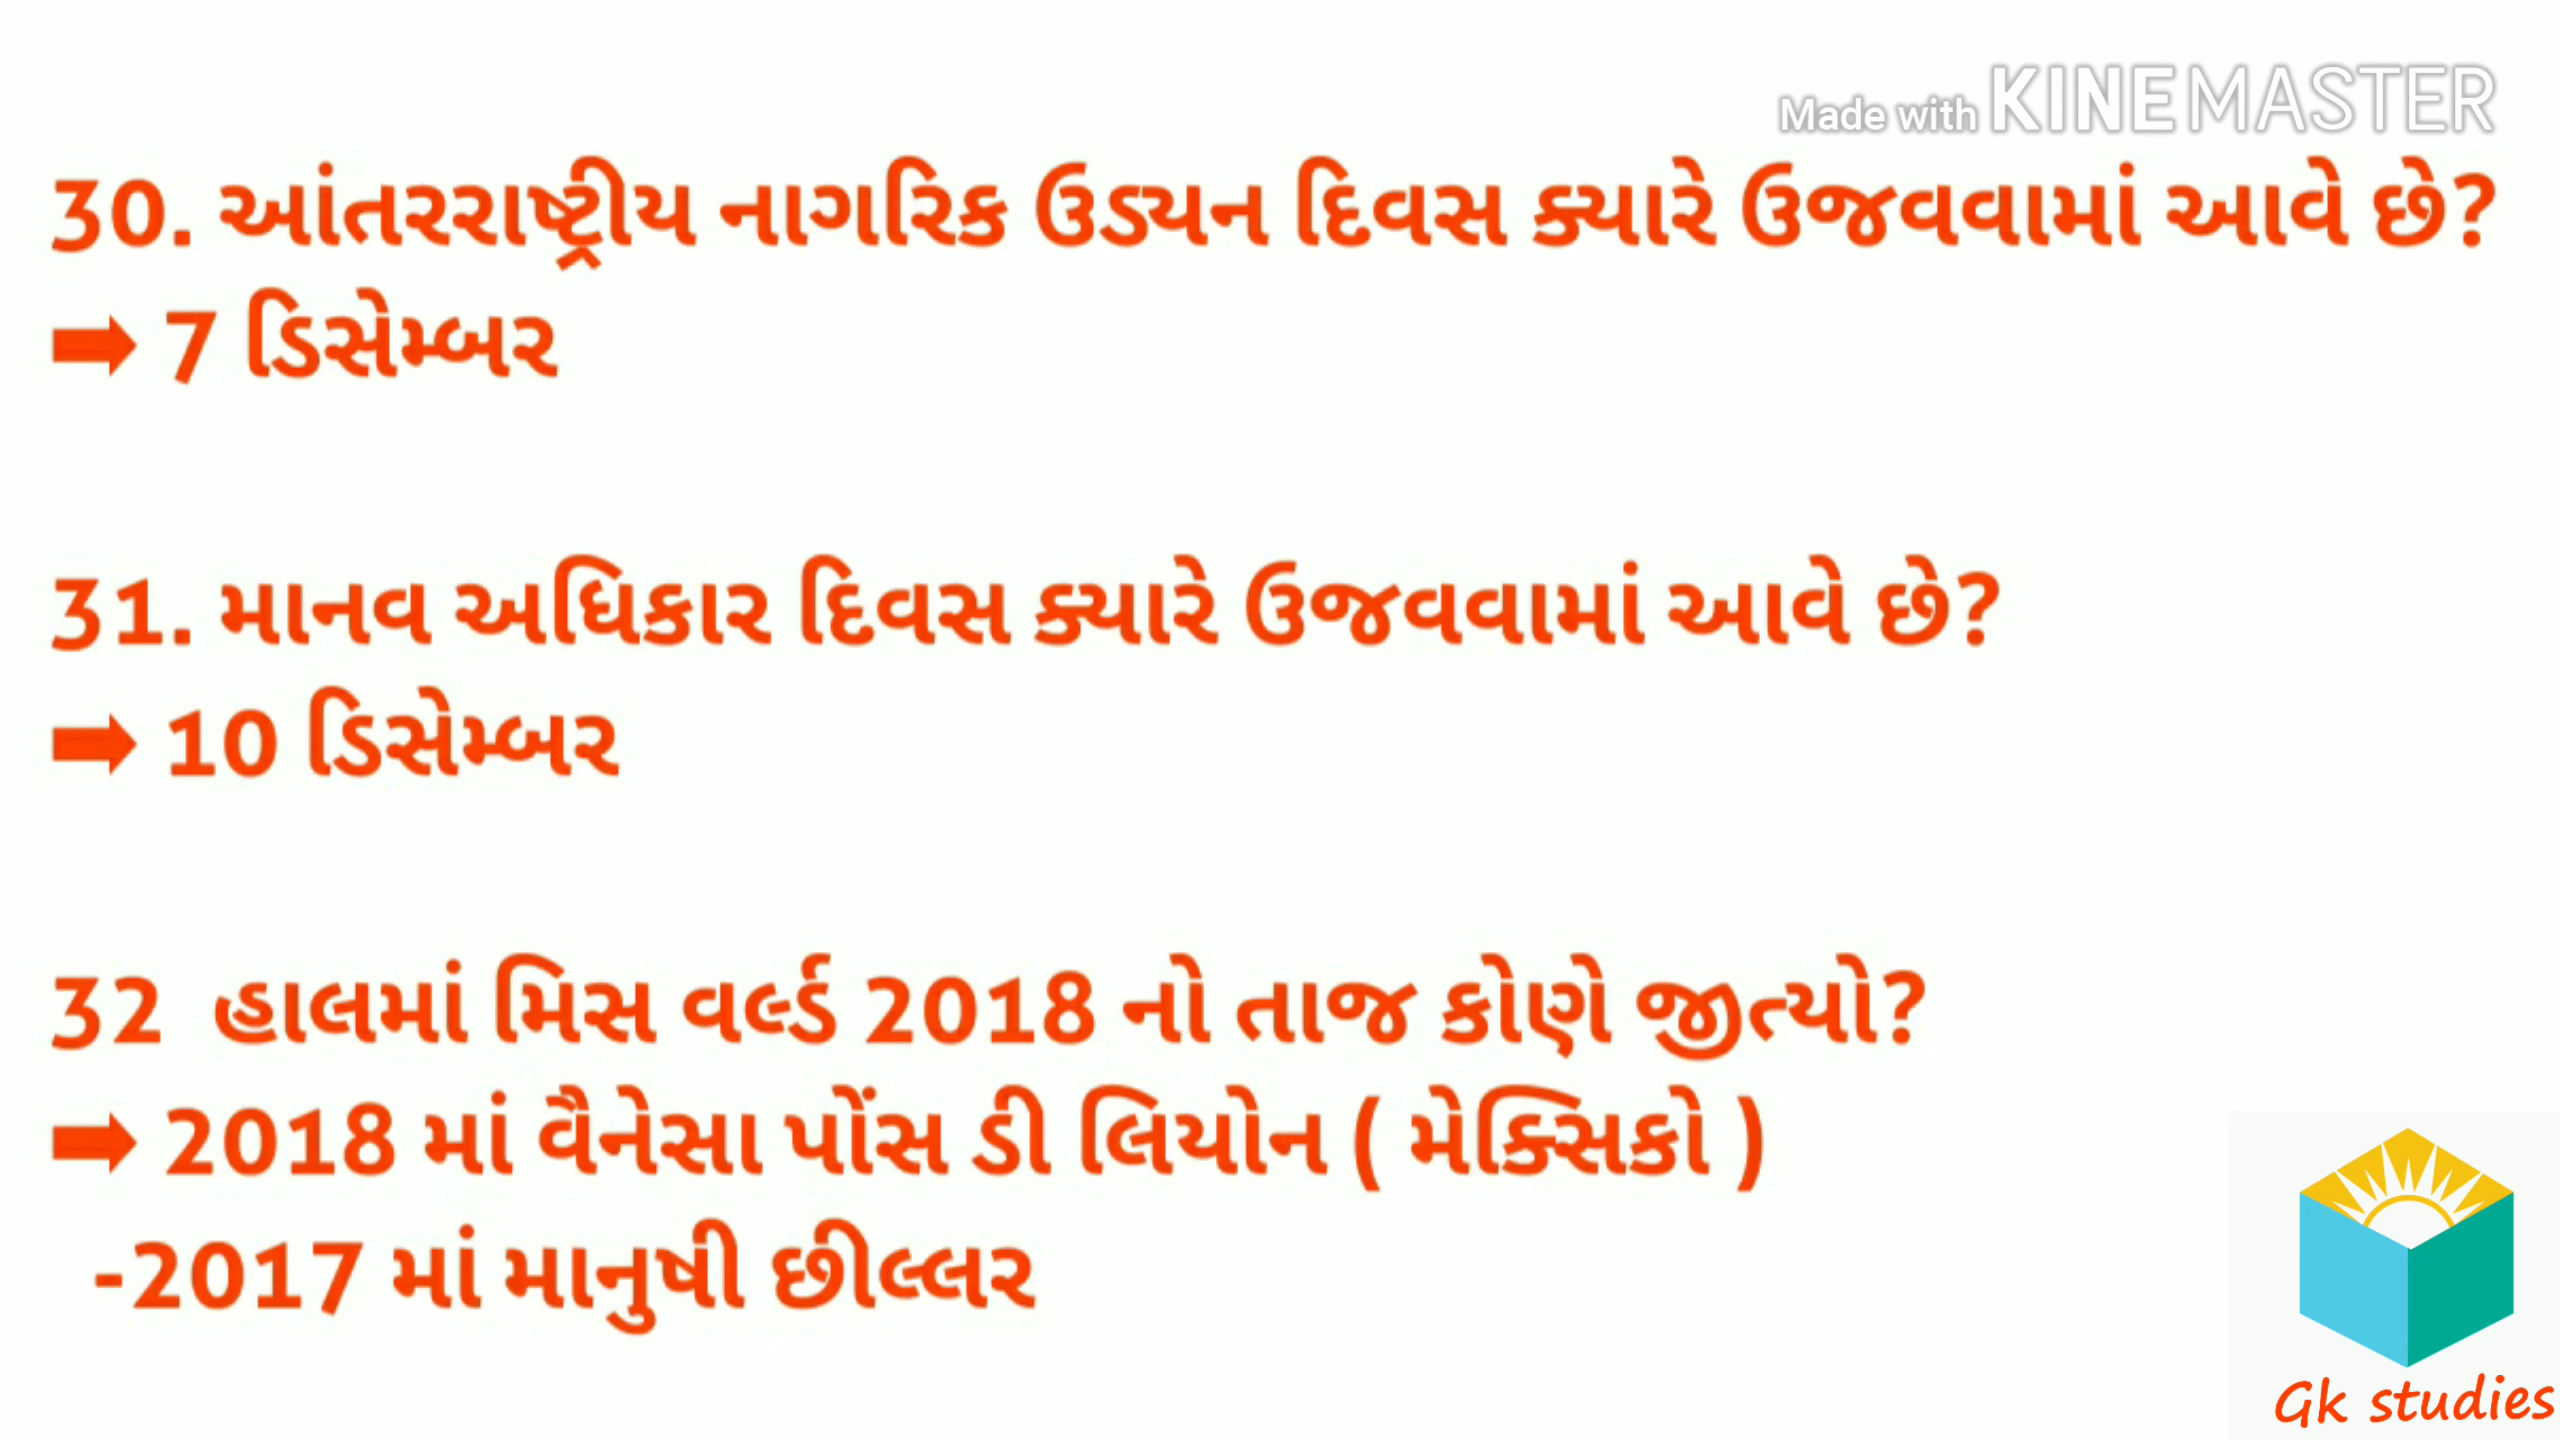 Made with KINEMASTER
30. આંતરરાષ્ટ્રીય નાગરિક ઉડ્યન દિવસ ક્યારે ઉજવવામાં આવે છે?
➡ 7 ડિસેમ્બર
31. માનવ અધિકાર દિવસ ક્યારે ઉજવવામાં આવે છે?
➡ 10 ડિસેમ્બર
32 હાલમાં મિસ વર્લ્ડ 2018 નો તાજ કોણે જીત્યો?
➡ 2018 માં વૈનેસા પોંસ ડી લિયોન ( મેક્સિકો )
-2017 માં માનુષી છીલ્લર
Gk studies